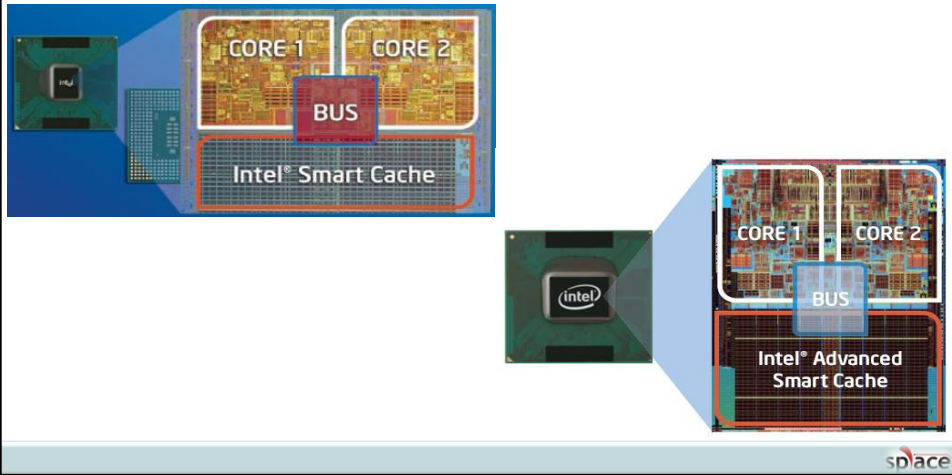 CORE 1
CORE 2
BUS
Intel® Smart Cache
intel
CORE 1
CORE 2
BUS
intel
Intel® Advanced
Smart Cache
space